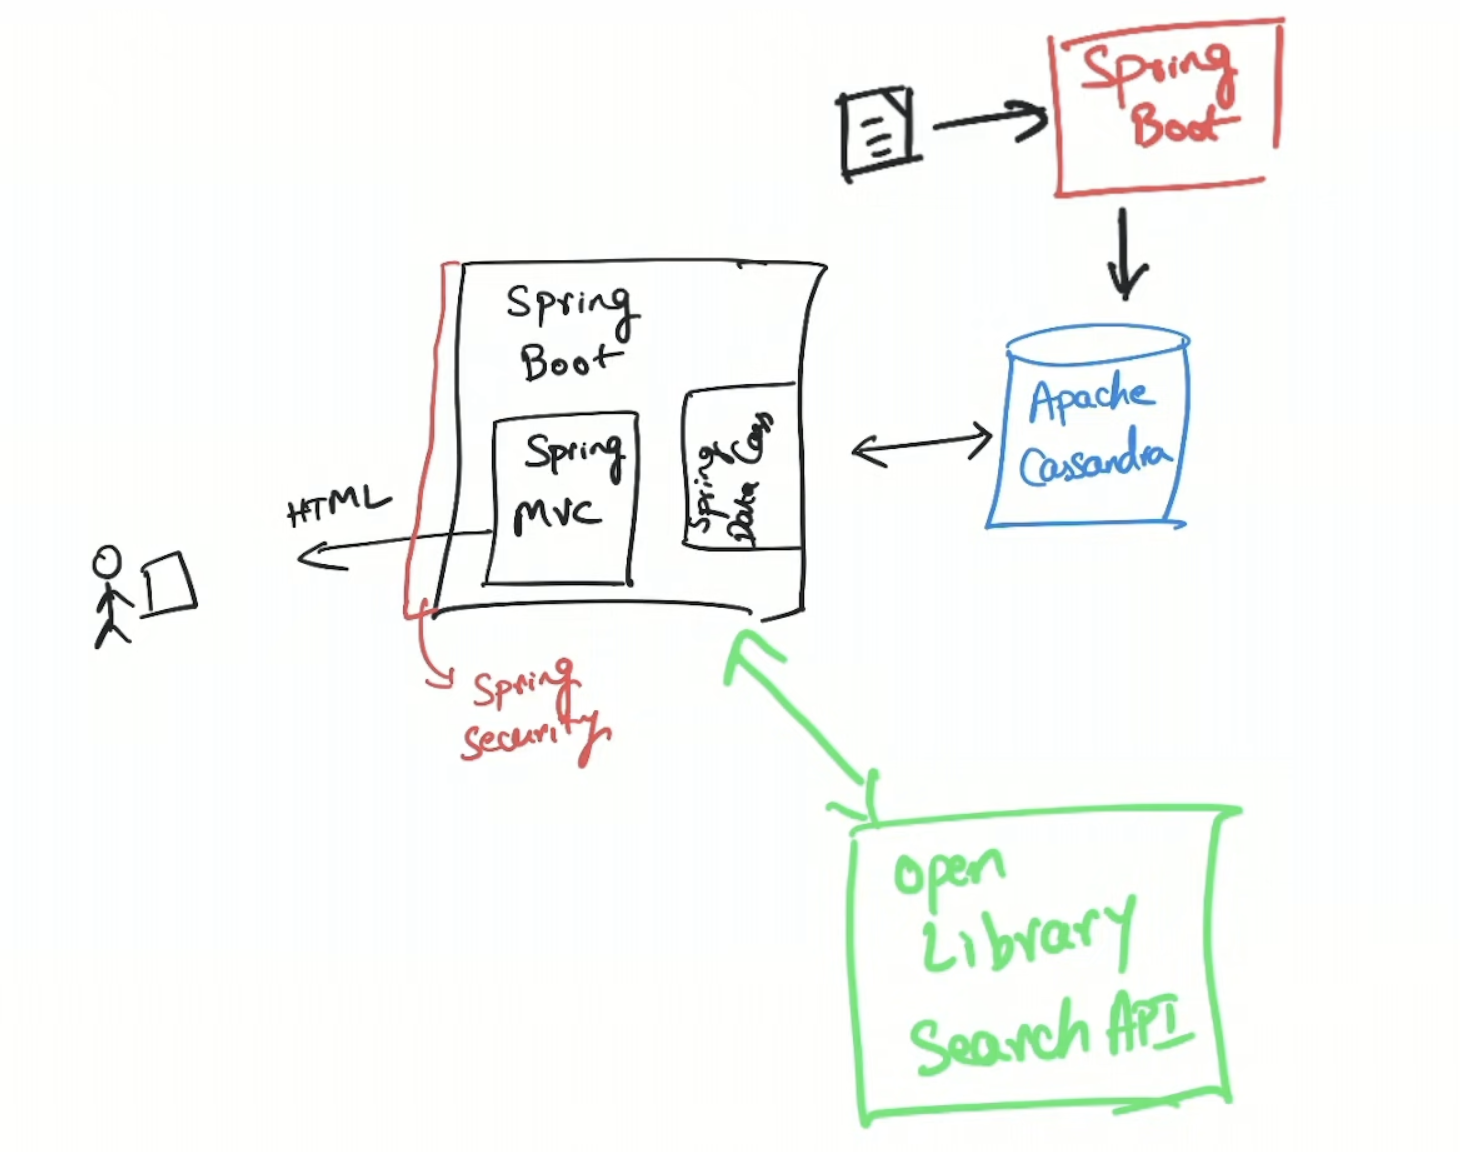 Spring
Boot
Spring
Boot
Spring
MVC
Spring
Data Cass
Apache
Cassandra
HTML
Spring
Security
Open
Library
Search API